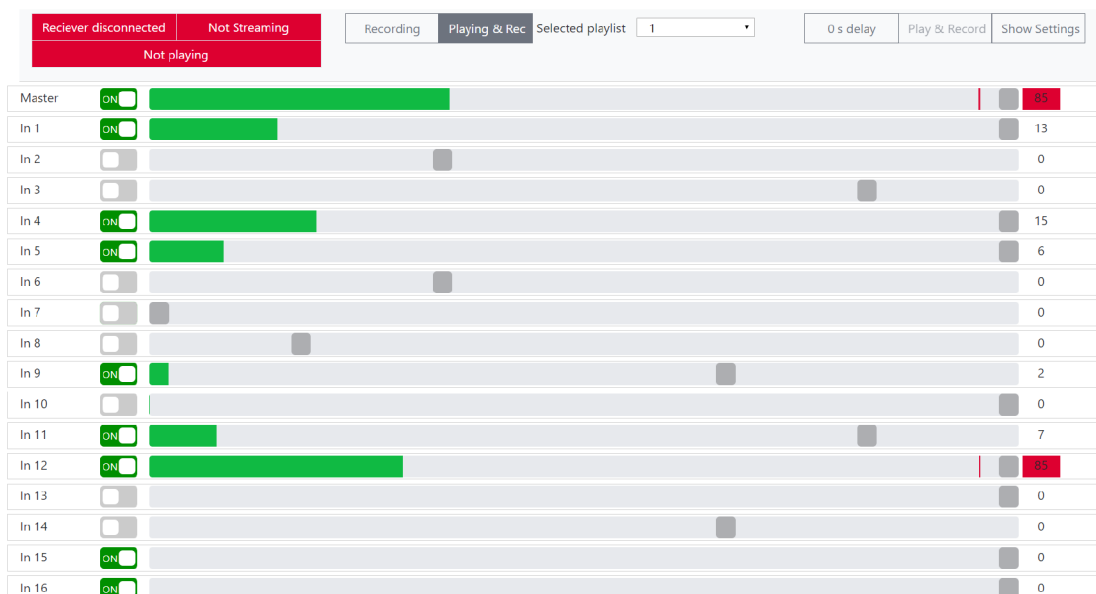 Reciever disconnected Not Streaming Recording Playing & Rec Selected playlist 1 0 s delay Play & Record Show Settings
Not playing
Master ON 85
In 1 ON 13
In 2 0
In 3 0
In 4 ON 15
In 5 ON 6
In 6 0
In 7 0
In 8 0
In 9 ON 2
In 10 0
In 11 ON 7
In 12 ON 85
In 13 0
In 14 0
In 15 ON 0
In 16 ON 0